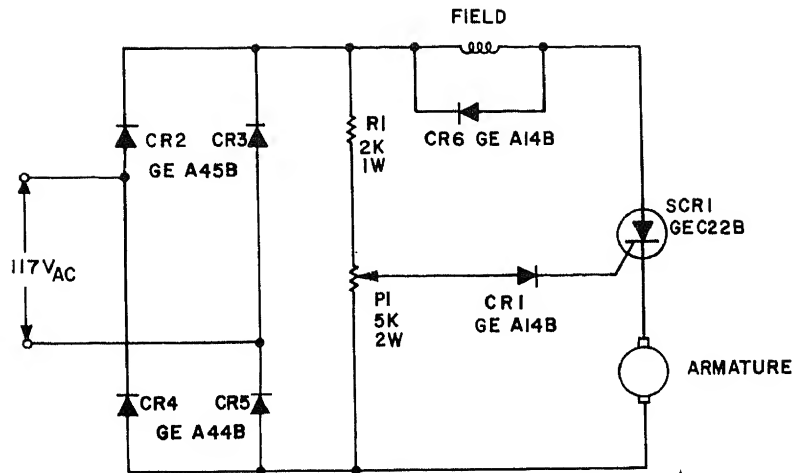 FIELD
CR2 CR3
GE A45B
R1
2K
1W
CR6 GE A14B
SCR1
GEC22B
117VAC
P1
5K
2W
CR1
GE A14B
ARMATURE
CR4 CR5
GE A44B